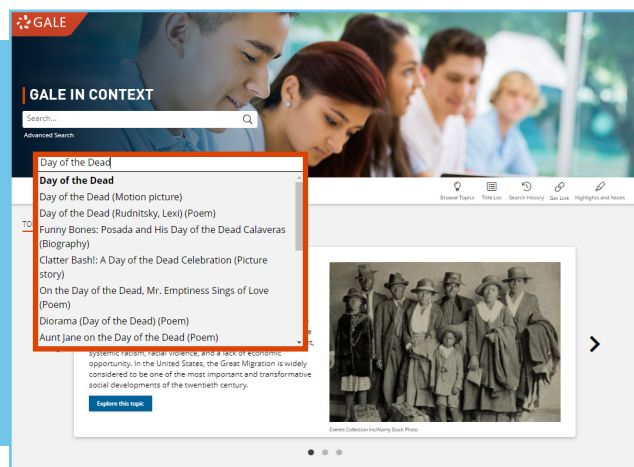 GALE
GALE IN CONTEXT
Search...
Advanced Search
Day of the Dead
Day of the Dead
Day of the Dead (Motion picture)
Day of the Dead (Rudnitsky, Lexi) (Poem)
Funny Bones: Posada and His Day of the Dead Calaveras
(Biography)
Clatter Bash!: A Day of the Dead Celebration (Picture
story)
On the Day of the Dead, Mr. Emptiness Sings of Love
(Poem)
Diorama (Day of the Dead) (Poem)
Aunt Jane on the Day of the Dead (Poem)
Browse Topics Title List Search History Get Link Highlights and Notes
systemic racism, racial violence, and a lack of economic
opportunity. In the United States, the Great Migration is widely
considered to be one of the most important and transformative
social developments of the twentieth century.
Explore this topic
Everett Collection Inc/Alamy Stock Photo